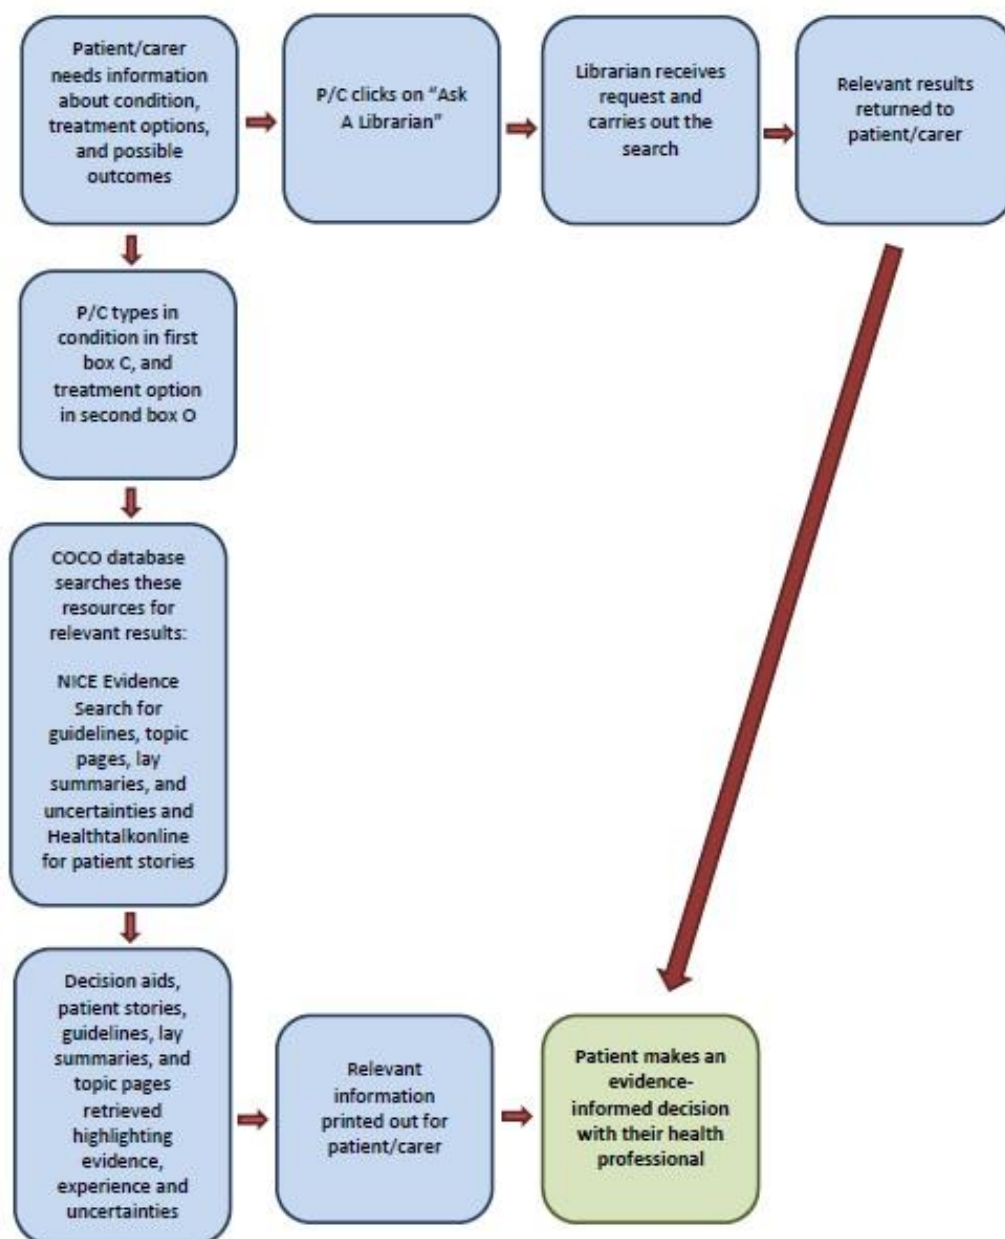 Patient/carer
needs information
about condition,
treatment options,
and possible
outcomes
P/C clicks on “Ask
A Librarian”
Librarian receives
request and
carries out the
search
Relevant results
returned to
patient/carer
P/C types in
condition in first
box C, and
treatment option
in second box O
COCO database
searches these
resources for
relevant results:
NICE Evidence
Search for
guidelines, topic
pages, lay
summaries, and
uncertainties and
Healthtalkonline
for patient stories
Decision aids,
patient stories,
guidelines, lay
summaries, and
topic pages
retrieved
highlighting
evidence,
experience and
uncertainties
Relevant
information
printed out for
patient/carer
Patient makes an
evidence-
informed decision
with their health
professional